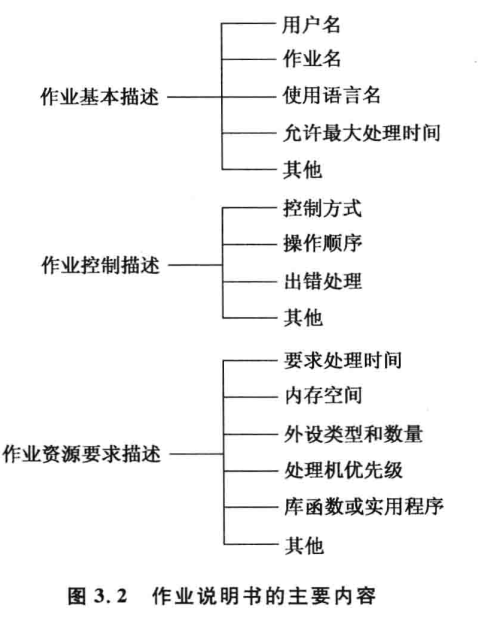 作业基本描述
用户名
作业名
使用语言名
允许最大处理时间
其他
作业控制描述
控制方式
操作顺序
出错处理
其他
作业资源要求描述
要求处理时间
内存空间
外设类型和数量
处理机优先级
库函数或实用程序
其他
图 3.2 作业说明书的主要内容